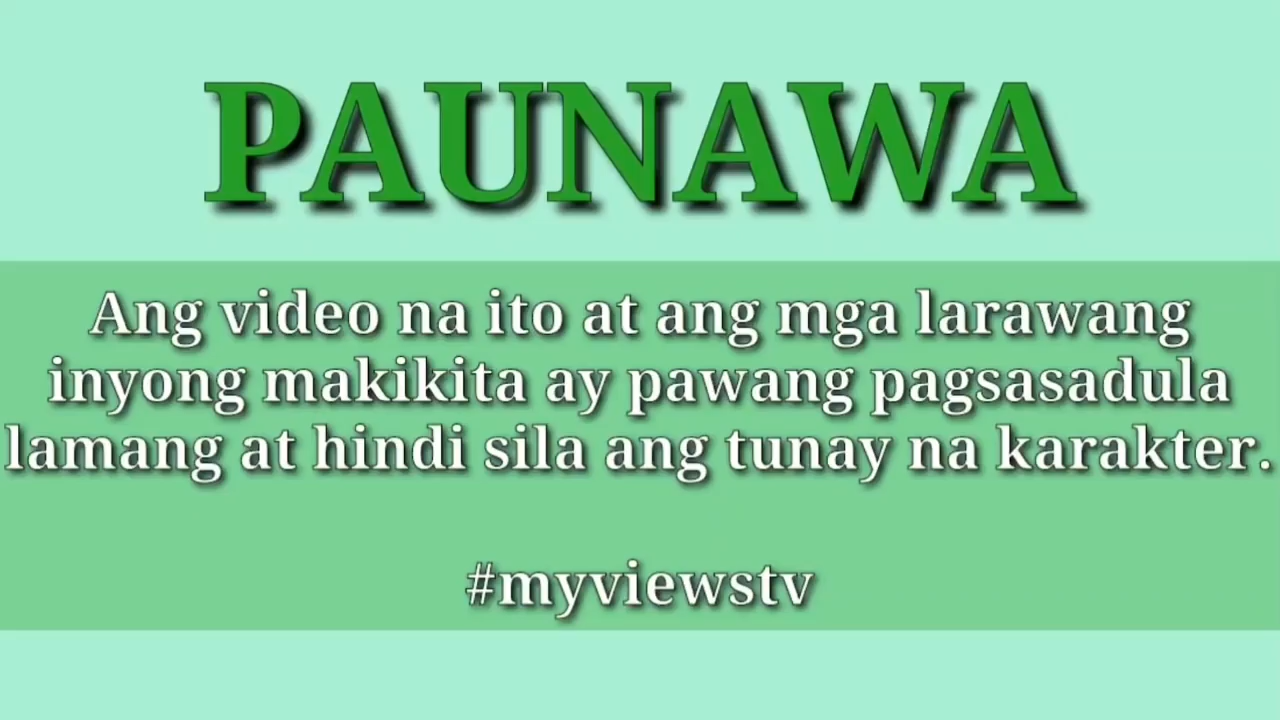 PAUNAWA
Ang video na ito at ang mga larawang
inyong makikita ay pawang pagsasadula
lamang at hindi sila ang tunay na karakter.
#myviewstv